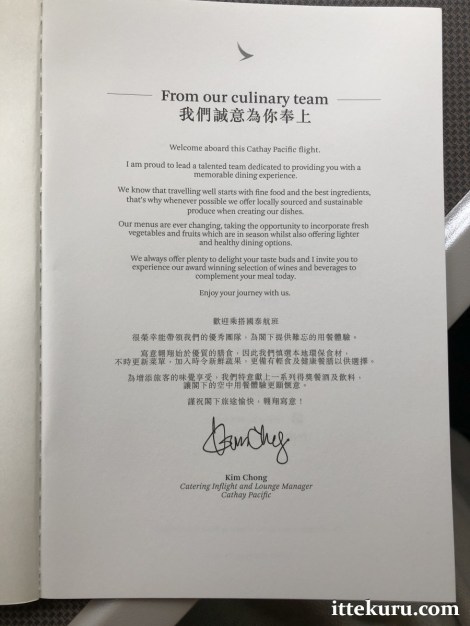 From our culinary team
我們誠意為你奉上
Welcome aboard this Cathay Pacific flight.
I am proud to lead a talented team dedicated to providing you with a
memorable dining experience.
We know that travelling well starts with fine food and the best ingredients,
that's why whenever possible we offer locally sourced and sustainable
produce when creating our dishes.
Our menus are ever changing, taking the opportunity to incorporate fresh
vegetables and fruits which are in season whilst also offering lighter
and healthy dining options.
We always offer plenty to delight your taste buds and I invite you to
experience our award winning selection of wines and beverages to
complement your meal today.
Enjoy your journey with us.
歡迎乘搭國泰航班
很榮幸能帶領我們的優秀團隊，為閣下提供難忘的用餐體驗。
寫意翱翔始於優質的膳食，因此我們慎選本地環保食材，
不時更新菜單，加入時令新鮮蔬果，更備有輕食及健康餐膳以供選擇。
為增添旅客的味覺享受，我們特意獻上一系列得獎餐酒及飲料，
讓閣下的空中用餐體驗更顯愜意。
謹祝閣下旅途愉快，翱翔寫意！
Kim Chong
Catering Inflight and Lounge Manager
Cathay Pacific
ittekuru.com